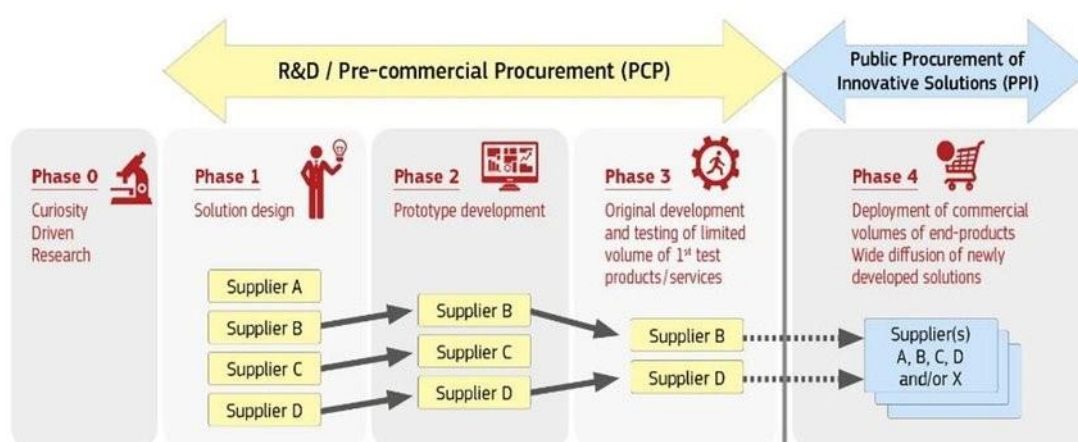 R&D / Pre-commercial Procurement (PCP)
Public Procurement of
Innovative Solutions (PPI)
Phase 0
Curiosity
Driven
Research
Phase 1
Solution design
Supplier A
Supplier B
Supplier C
Supplier D
Phase 2
Prototype development
Supplier B
Supplier C
Supplier D
Phase 3
Original development
and testing of limited
volume of 1st test
products/services
Supplier B
Supplier D
Phase 4
Deployment of commercial
volumes of end-products
Wide diffusion of newly
developed solutions
Supplier(s)
A, B, C, D
and/or X